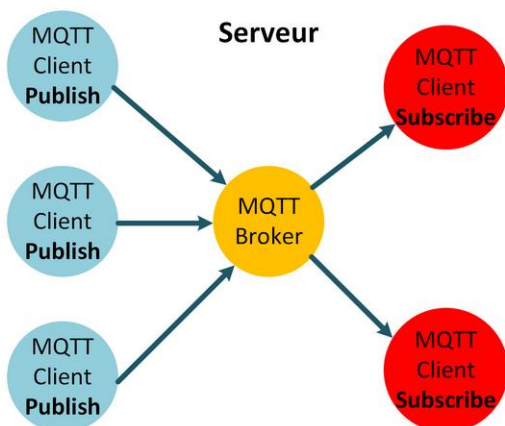 Serveur
MQTT
Client
Publish
MQTT
Client
Publish
MQTT
Client
Publish
MQTT
Broker
MQTT
Client
Subscribe
MQTT
Client
Subscribe